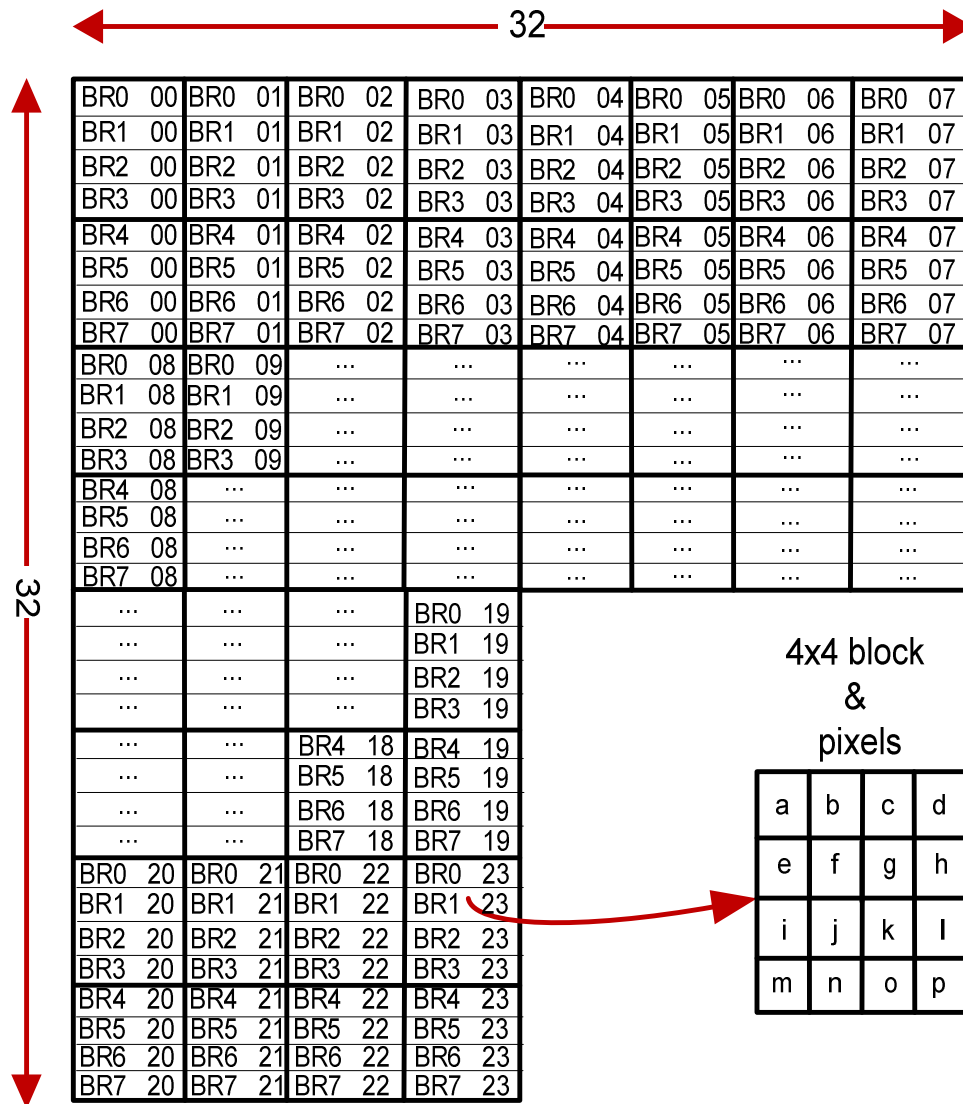 32
32
BR0 00 BR0 01 BR0 02 BR0 03 BR0 04 BR0 05 BR0 06 BR0 07
BR1 00 BR1 01 BR1 02 BR1 03 BR1 04 BR1 05 BR1 06 BR1 07
BR2 00 BR2 01 BR2 02 BR2 03 BR2 04 BR2 05 BR2 06 BR2 07
BR3 00 BR3 01 BR3 02 BR3 03 BR3 04 BR3 05 BR3 06 BR3 07
BR4 00 BR4 01 BR4 02 BR4 03 BR4 04 BR4 05 BR4 06 BR4 07
BR5 00 BR5 01 BR5 02 BR5 03 BR5 04 BR5 05 BR5 06 BR5 07
BR6 00 BR6 01 BR6 02 BR6 03 BR6 04 BR6 05 BR6 06 BR6 07
BR7 00 BR7 01 BR7 02 BR7 03 BR7 04 BR7 05 BR7 06 BR7 07
BR0 08 BR0 09 ... ... ... ... ... ...
BR1 08 BR1 09 ... ... ... ... ... ...
BR2 08 BR2 09 ... ... ... ... ... ...
BR3 08 BR3 09 ... ... ... ... ... ...
BR4 08 ... ... ... ... ... ... ...
BR5 08 ... ... ... ... ... ... ...
BR6 08 ... ... ... ... ... ... ...
BR7 08 ... ... ... ... ... ... ...
... ... ... BR0 19
... ... ... BR1 19
... ... ... BR2 19
... ... ... BR3 19
... ... BR4 18 BR4 19
... ... BR5 18 BR5 19
... ... BR6 18 BR6 19
... ... BR7 18 BR7 19
BR0 20 BR0 21 BR0 22 BR0 23
BR1 20 BR1 21 BR1 22 BR1 23
BR2 20 BR2 21 BR2 22 BR2 23
BR3 20 BR3 21 BR3 22 BR3 23
BR4 20 BR4 21 BR4 22 BR4 23
BR5 20 BR5 21 BR5 22 BR5 23
BR6 20 BR6 21 BR6 22 BR6 23
BR7 20 BR7 21 BR7 22 BR7 23
4x4 block
&
pixels
a b c d
e f g h
i j k l
m n o p